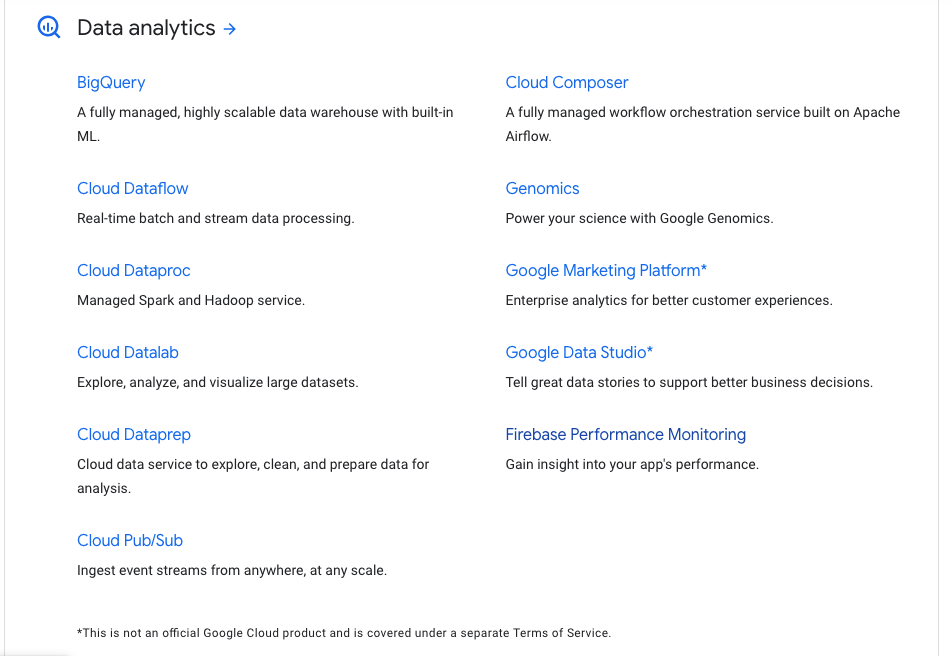 Data analytics →
BigQuery
A fully managed, highly scalable data warehouse with built-in
ML.
Cloud Dataflow
Real-time batch and stream data processing.
Cloud Dataproc
Managed Spark and Hadoop service.
Cloud Datalab
Explore, analyze, and visualize large datasets.
Cloud Dataprep
Cloud data service to explore, clean, and prepare data for
analysis.
Cloud Pub/Sub
Ingest event streams from anywhere, at any scale.
Cloud Composer
A fully managed workflow orchestration service built on Apache
Airflow.
Genomics
Power your science with Google Genomics.
Google Marketing Platform*
Enterprise analytics for better customer experiences.
Google Data Studio*
Tell great data stories to support better business decisions.
Firebase Performance Monitoring
Gain insight into your app's performance.
*This is not an official Google Cloud product and is covered under a separate Terms of Service.